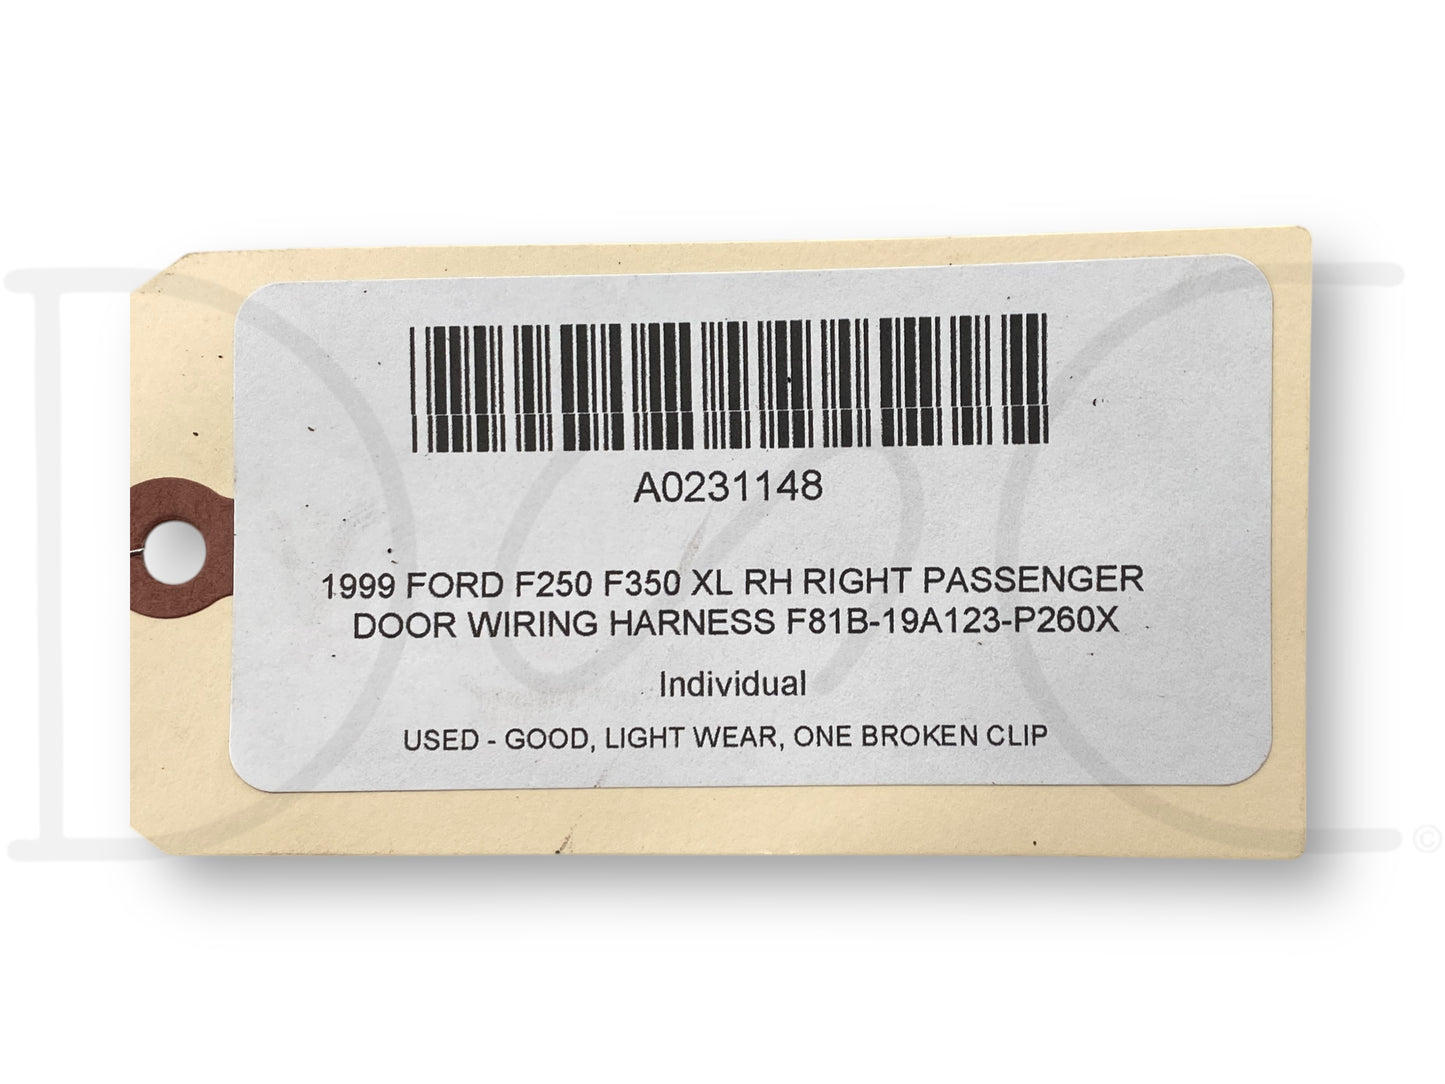 A0231148
1999 FORD F250 F350 XL RH RIGHT PASSENGER
DOOR WIRING HARNESS F81B-19A123-P260X
Individual
USED - GOOD, LIGHT WEAR, ONE BROKEN CLIP